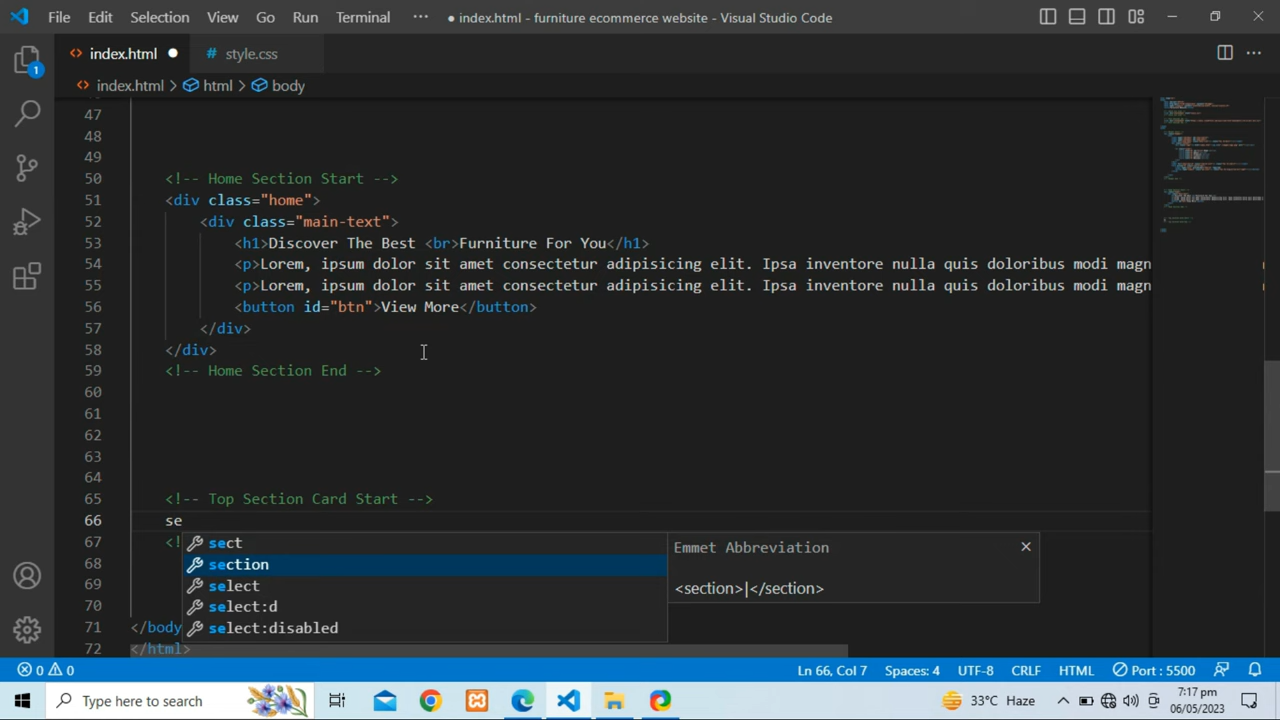 File Edit Selection View Go Run Terminal ··· ● index.html - furniture ecommerce website - Visual Studio Code
<> index.html ● # style.css
<> index.html > html > body
47
48
49
50 <!-- Home Section Start -->
51 <div class="home">
52 <div class="main-text">
53 <h1>Discover The Best <br>Furniture For You</h1>
54 <p>Lorem, ipsum dolor sit amet consectetur adipisicing elit. Ipsa inventore nulla quis doloribus modi magn
55 <p>Lorem, ipsum dolor sit amet consectetur adipisicing elit. Ipsa inventore nulla quis doloribus modi magn
56 <button id="btn">View More</button>
57 </div>
58 </div>
59 <!-- Home Section End -->
60
61
62
63
64
65 <!-- Top Section Card Start -->
66 se
67 <!
68
69
70
71 </body
72 </html>
sect
section
select
select:d
select:disabled
Emmet Abbreviation
<section>|</section>
1
0 0 Ln 66, Col 7 Spaces: 4 UTF-8 CRLF HTML Port : 5500
Type here to search 33°C Haze 7:17 pm
06/05/2023